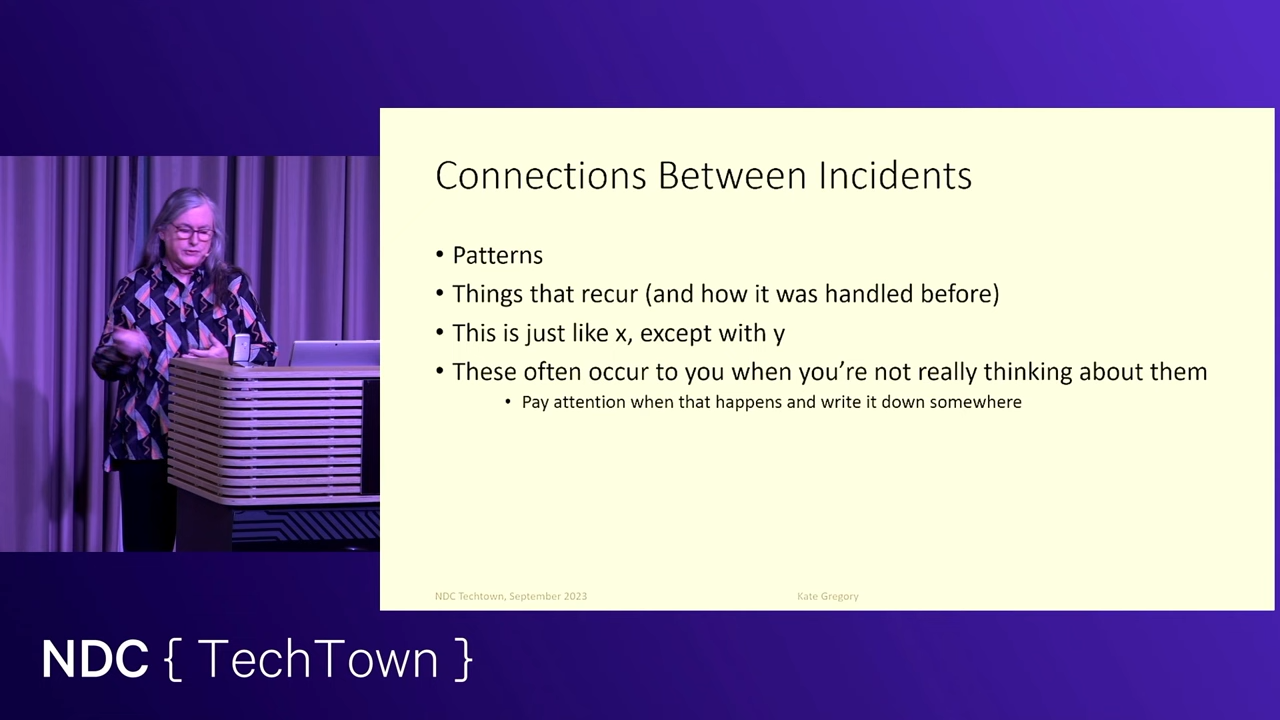 Connections Between Incidents
• Patterns
• Things that recur (and how it was handled before)
• This is just like x, except with y
• These often occur to you when you’re not really thinking about them
• Pay attention when that happens and write it down somewhere
NDC Techtown, September 2023
Kate Gregory
NDC { TechTown }